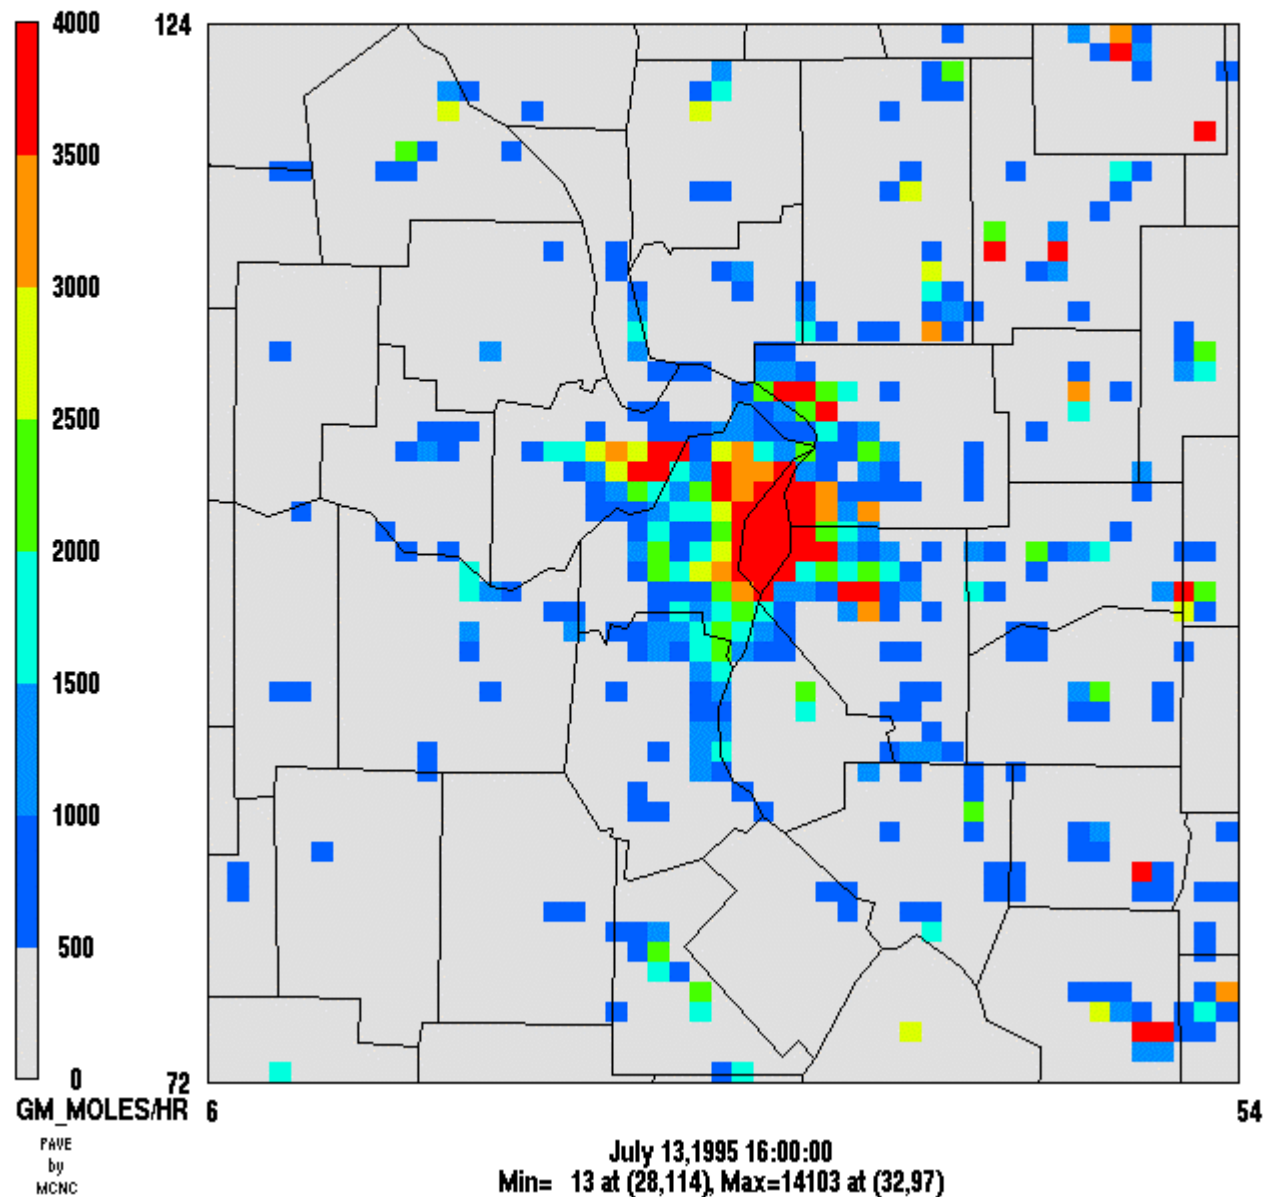 4000
124
3500
3000
2500
2000
1500
1000
500
0
72
GM_MOLES/HR 6
54
PAVE
by
MCNC
July 13,1995 16:00:00
Min= 13 at (28,114), Max=14103 at (32,97)